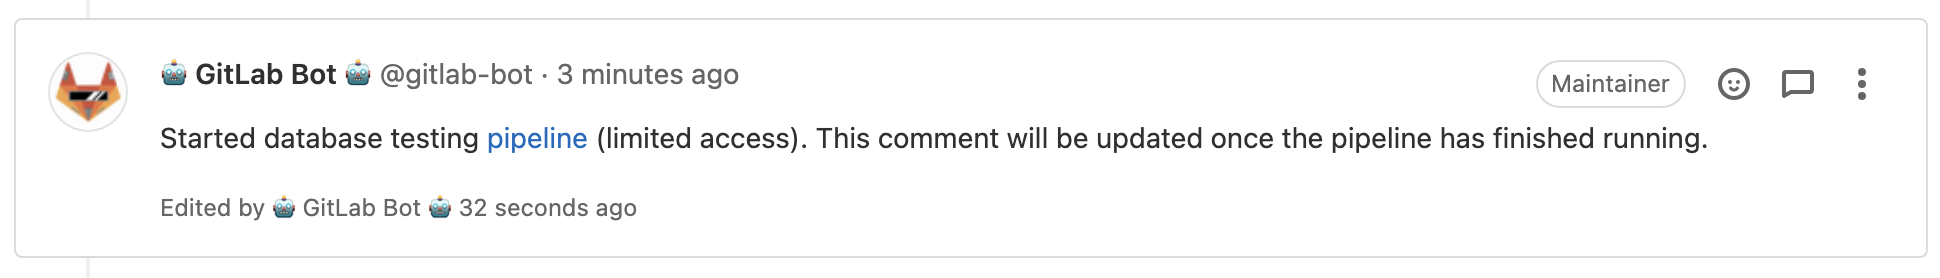 🤖 GitLab Bot 🤖 @gitlab-bot · 3 minutes ago
Maintainer
Started database testing pipeline (limited access). This comment will be updated once the pipeline has finished running.
Edited by 🤖 GitLab Bot 🤖 32 seconds ago